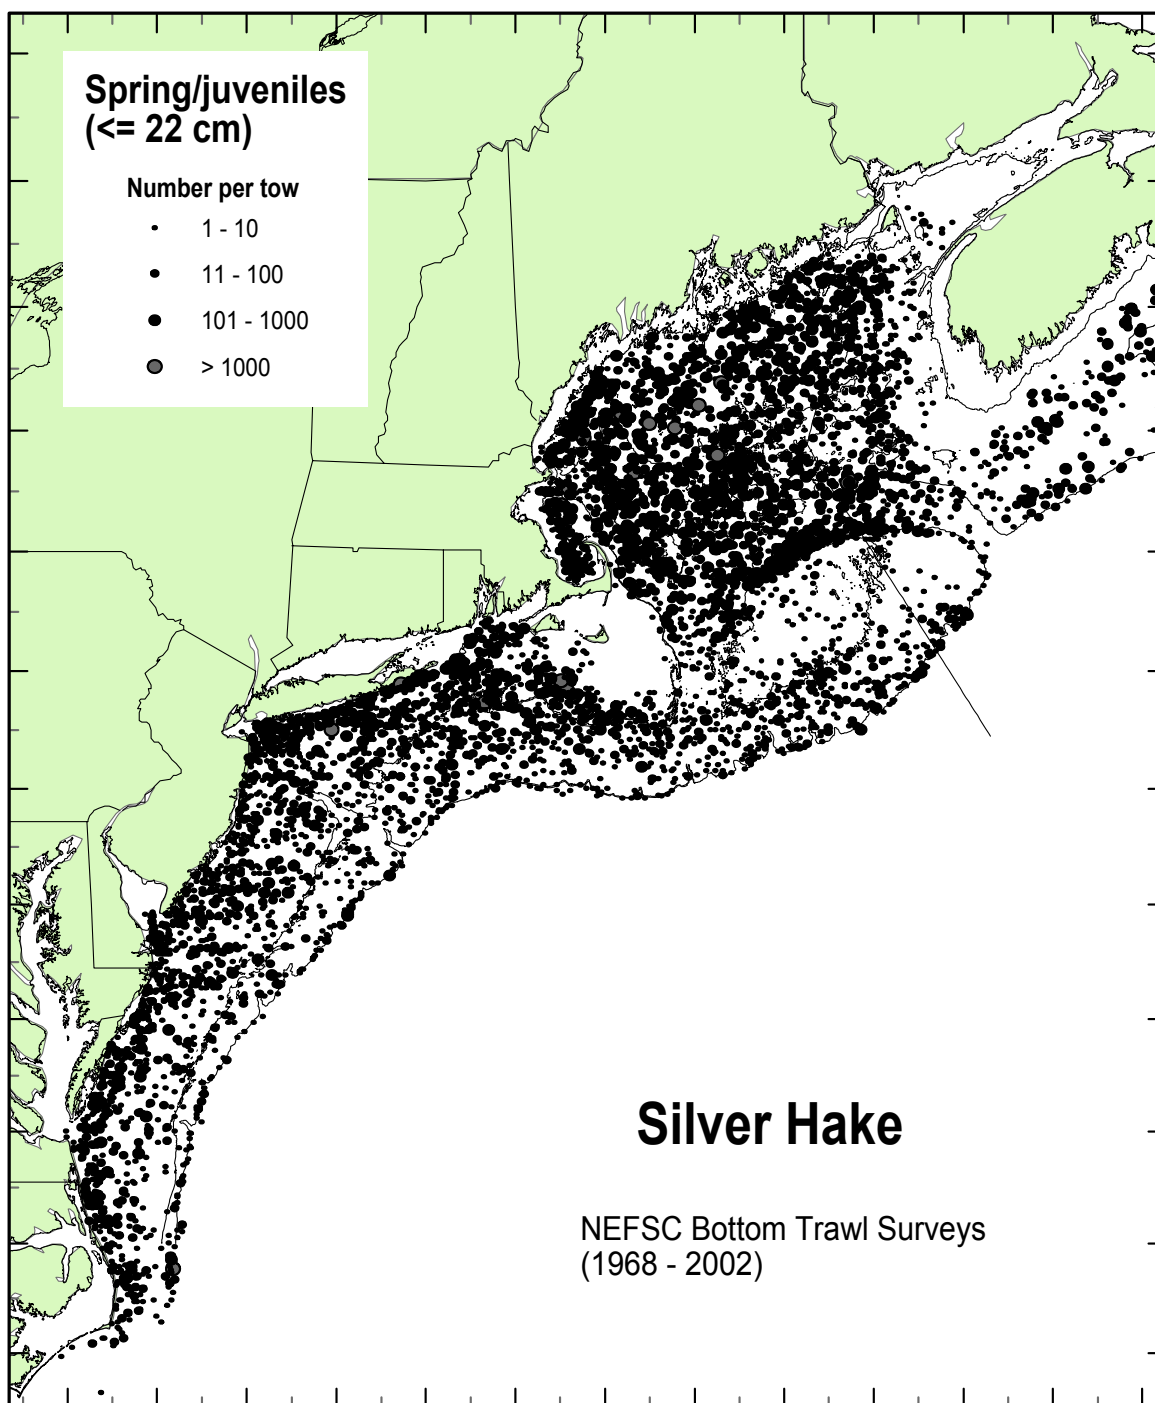 Spring/juveniles
(<= 22 cm)
Number per tow
1 - 10
11 - 100
101 - 1000
> 1000
Silver Hake
NEFSC Bottom Trawl Surveys
(1968 - 2002)